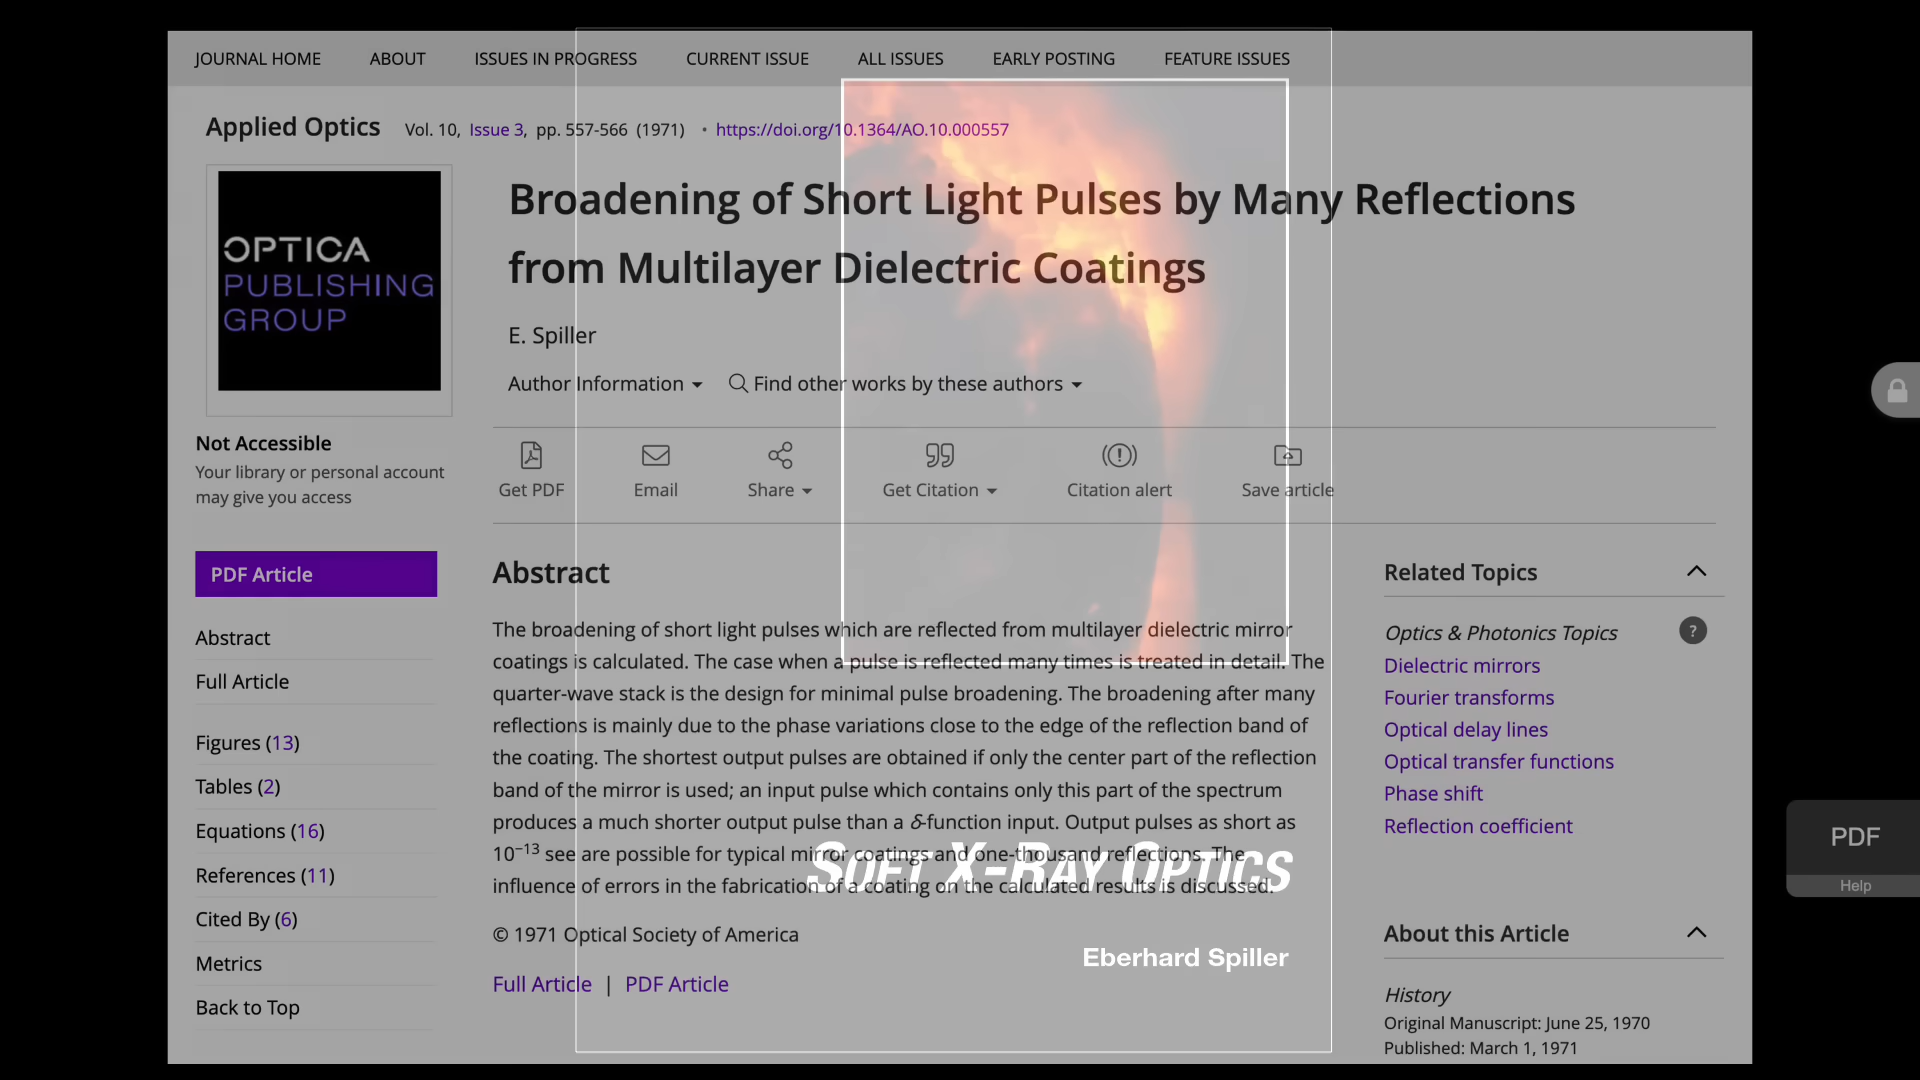 JOURNAL HOME ABOUT ISSUES IN PROGRESS CURRENT ISSUE ALL ISSUES EARLY POSTING FEATURE ISSUES
Applied Optics Vol. 10, Issue 3, pp. 557-566 (1971) • https://doi.org/10.1364/AO.10.000557
OPTICA
PUBLISHING
GROUP
Broadening of Short Light Pulses by Many Reflections
from Multilayer Dielectric Coatings
E. Spiller
Author Information Find other works by these authors
Not Accessible
Your library or personal account
may give you access
Get PDF Email Share Get Citation Citation alert Save article
PDF Article
Abstract
Full Article
Figures (13)
Tables (2)
Equations (16)
References (11)
Cited By (6)
Metrics
Back to Top
Abstract
The broadening of short light pulses which are reflected from multilayer dielectric mirror
coatings is calculated. The case when a pulse is reflected many times is treated in detail. The
quarter-wave stack is the design for minimal pulse broadening. The broadening after many
reflections is mainly due to the phase variations close to the edge of the reflection band of
the coating. The shortest output pulses are obtained if only the center part of the reflection
band of the mirror is used; an input pulse which contains only this part of the spectrum
produces a much shorter output pulse than a δ-function input. Output pulses as short as
10⁻¹³ see are possible for typical mirror coatings and one-thousand reflections. The
influence of errors in the fabrication of a coating on the calculated results is discussed.
© 1971 Optical Society of America
Full Article | PDF Article
SOFT X-RAY OPTICS
Eberhard Spiller
Related Topics
Optics & Photonics Topics ?
Dielectric mirrors
Fourier transforms
Optical delay lines
Optical transfer functions
Phase shift
Reflection coefficient
About this Article
History
Original Manuscript: June 25, 1970
Published: March 1, 1971
PDF
Help